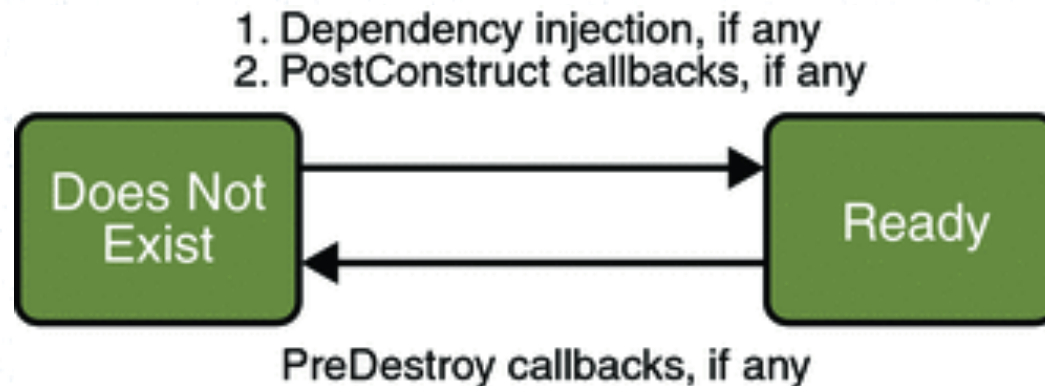 1. Dependency injection, if any
2. PostConstruct callbacks, if any
Does Not
Exist
Ready
PreDestroy callbacks, if any